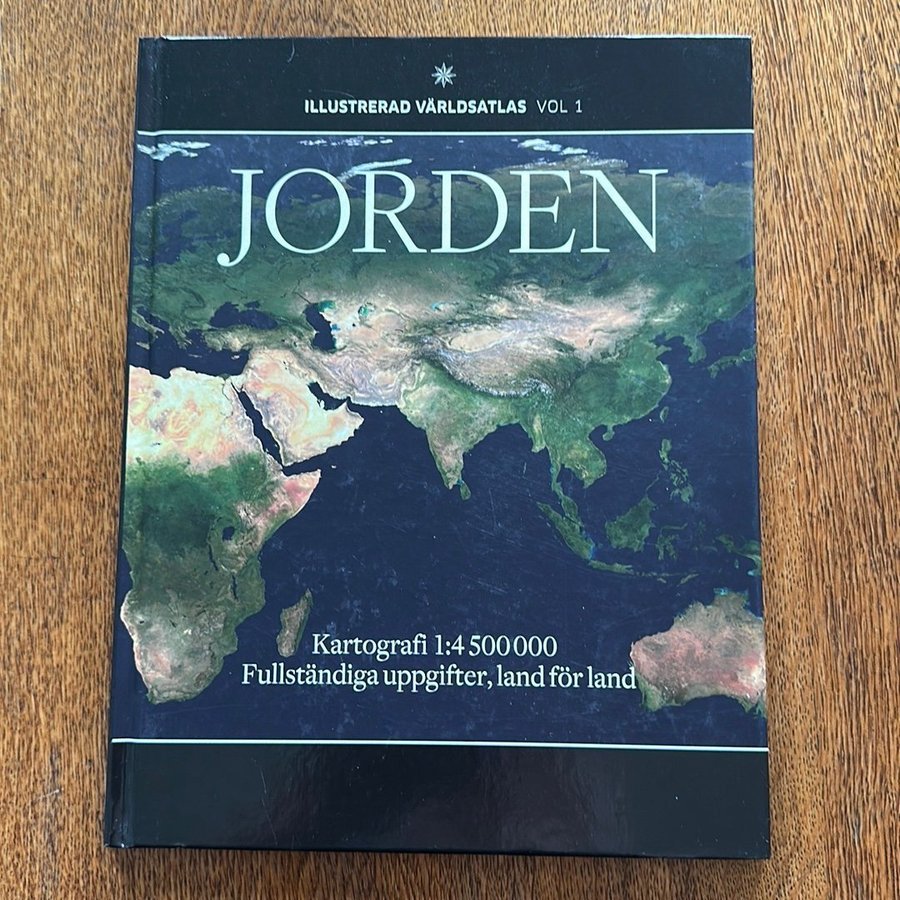 ILLUSTRERAD VÄRLDSATLAS VOL 1
JORDEN
Kartografi 1:4 500 000
Fullständiga uppgifter, land för land